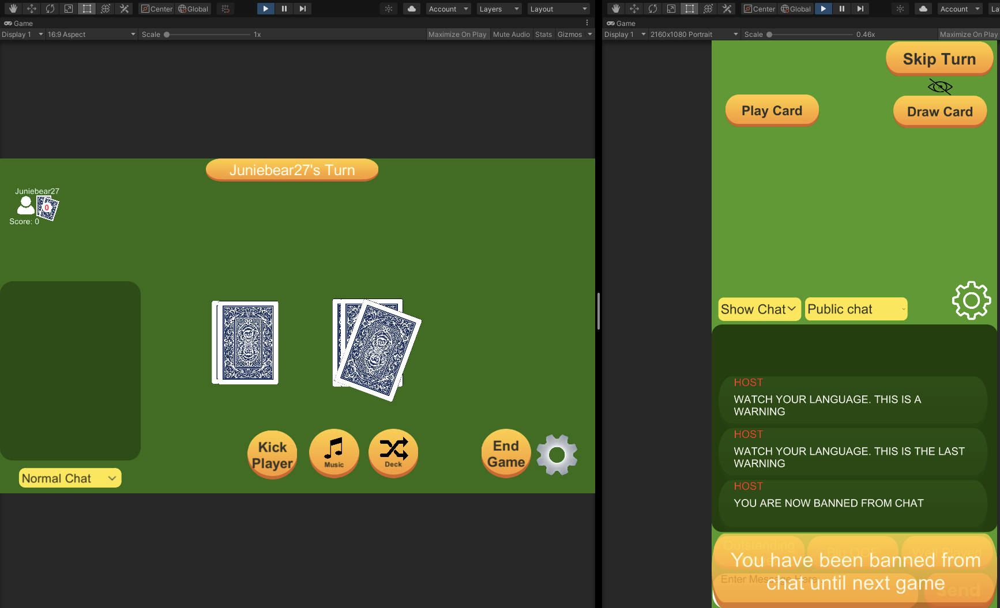 Center
Global
Account
Layers
Layout
Game
Display 1
16:9 Aspect
Scale
1x
Maximize On Play
Mute Audio
Stats
Gizmos
Juniebear27's Turn
Juniebear27
0
Score: 0
Kick
Player
Music
Deck
End
Game
Normal Chat
Center
Global
Account
La
Game
Display 1
2160x1080 Portrait
Scale
0.46x
Maximize On Play
Skip Turn
Play Card
Draw Card
Show Chat
Public chat
HOST
WATCH YOUR LANGUAGE. THIS IS A
WARNING
HOST
WATCH YOUR LANGUAGE. THIS IS THE LAST
WARNING
HOST
YOU ARE NOW BANNED FROM CHAT
Outstanding
You have been banned from
Enter Message Here
chat until next game
Send